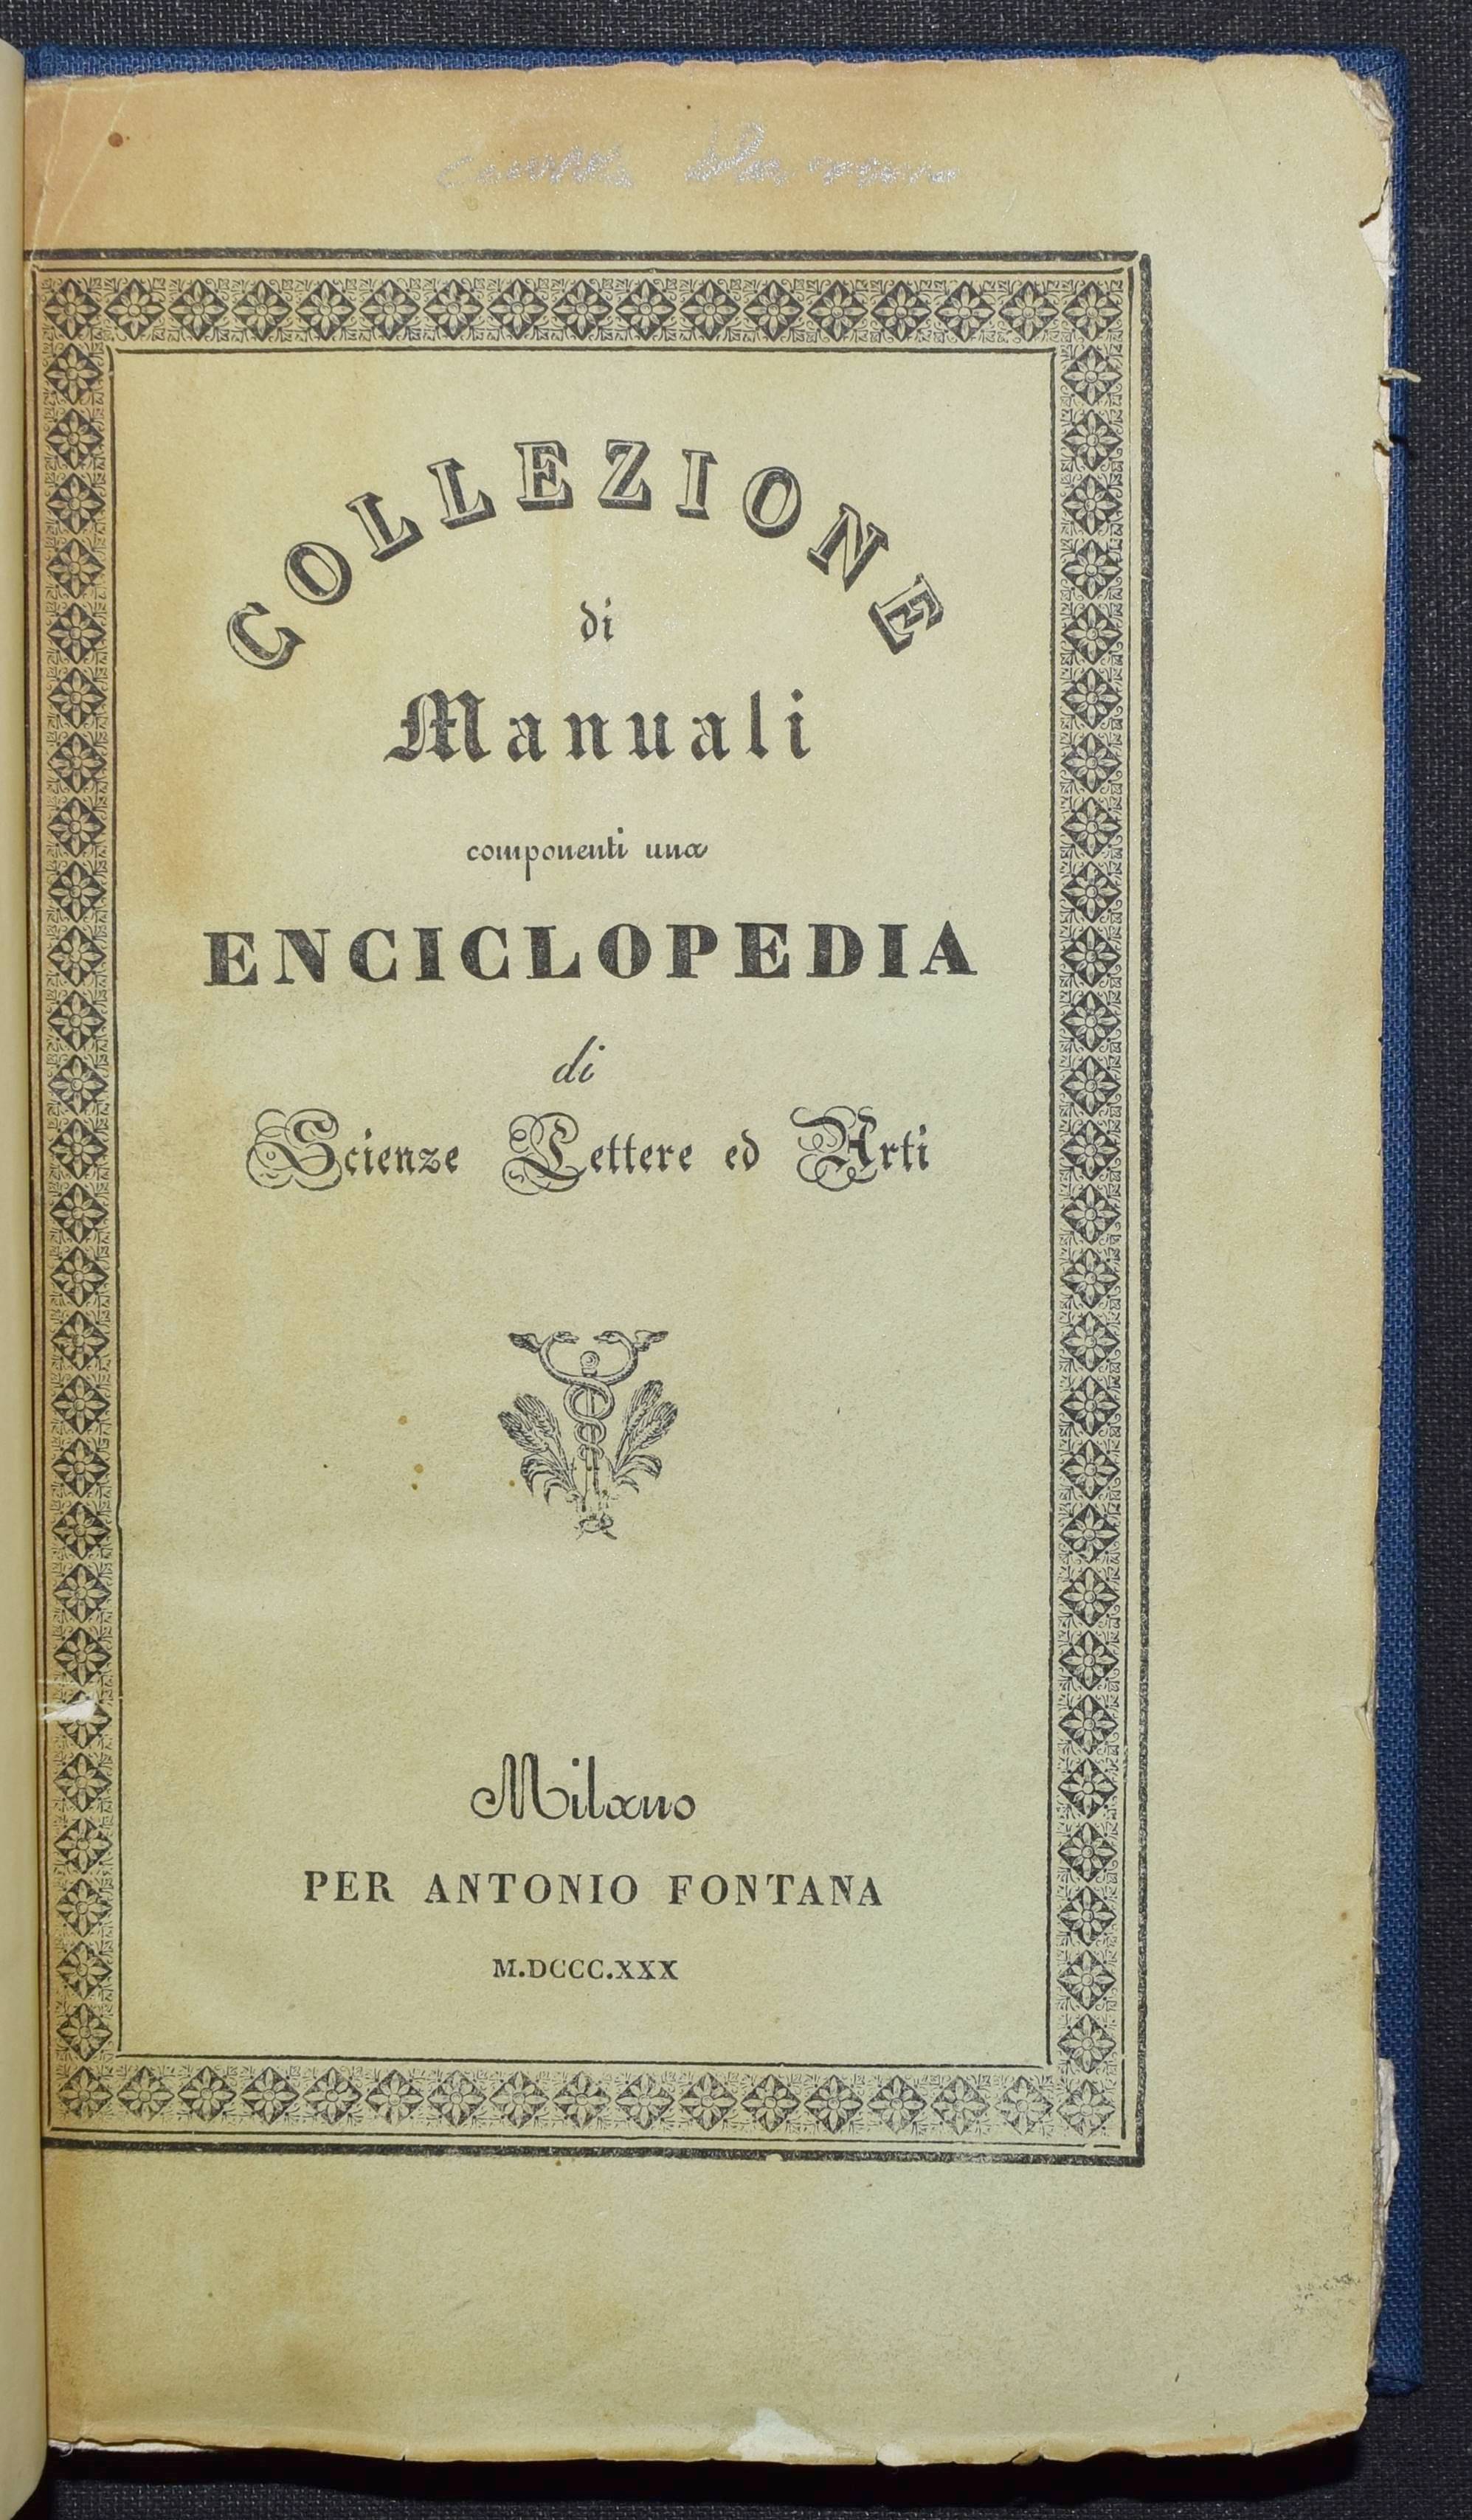 COLLEZIONE
di
Manuali
componenti una
ENCICLOPEDIA
di
Scienze Lettere ed Arti
Milano
PER ANTONIO FONTANA
M.DCCC.XXX